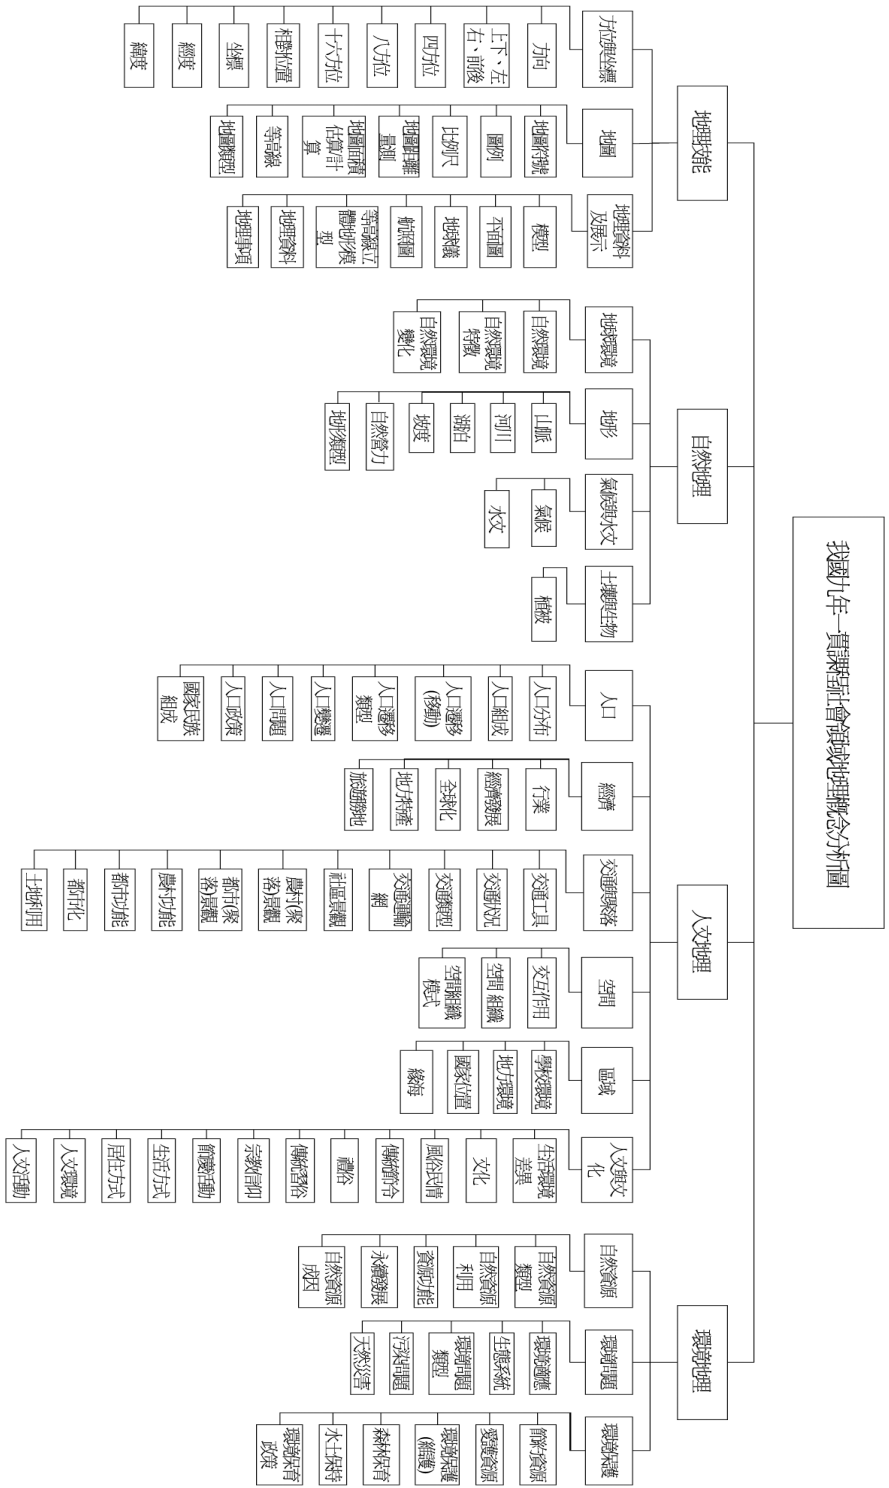 我國九年一貫課程社會領域地理概念分析圖
地理技能
方位與坐標
方向
上下、左
右、前後
四方位
八方位
十六方位
相對位置
坐標
經度
緯度
地圖
地圖符號
圖例
比例尺
地圖距離
量測
地圖面積
估算/計
算
等高線
地圖類型
地理資料
及展示
模型
平面圖
地球儀
航照圖
等高線立
體地形模
型
地理資料
地理事項
自然地理
地球環境
自然環境
自然環境
特徵
自然環境
變化
地形
山脈
河川
湖泊
坡度
自然營力
地形類型
氣候與水文
氣候
水文
土壤與生物
植被
人文地理
人口
人口分布
人口組成
人口遷移
(移動)
人口遷移
類型
人口變遷
人口問題
人口政策
國家民族
組成
經濟
行業
經濟發展
全球化
地方特產
旅遊勝地
交通與聚落
交通工具
交通狀況
交通類型
交通運輸
網
社區景觀
農村(聚
落)景觀
都市(聚
落)景觀
農村功能
都市功能
都市化
土地利用
空間
交互作用
空間 組織
空間組織
模式
區域
學校環境
地方環境
國家位置
緣海
人文與文
化
生活環境
差異
文化
風俗民情
傳統節令
禮俗
傳統習俗
宗教信仰
節慶活動
生活方式
居住方式
人文環境
人文活動
環境地理
自然資源
自然資源
類型
自然資源
利用
資源功能
永續發展
自然資源
成因
環境問題
環境適應
生態系統
環境問題
類型
污染問題
天然災害
環境保護
節約資源
愛護資源
環境保護
(維護)
森林保育
水土保持
環境保育
政策